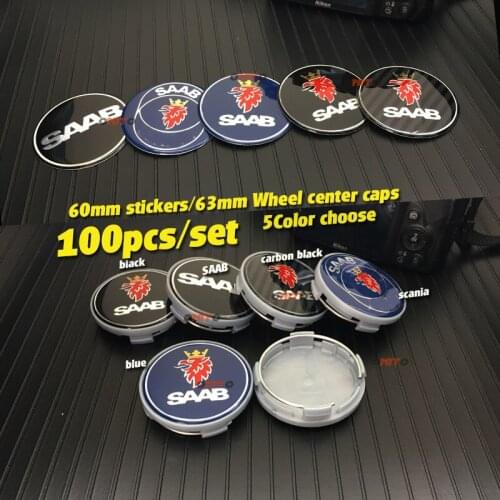 Nikon
SAAB
SAAB
SAAB
SAAB
SAAB
60mm stickers/63mm Wheel center caps
100pcs/set
5Color choose
black
SAAB
carbon black
scania
SAAB
SAAB
SAAB
SAAB
blue
SAAB